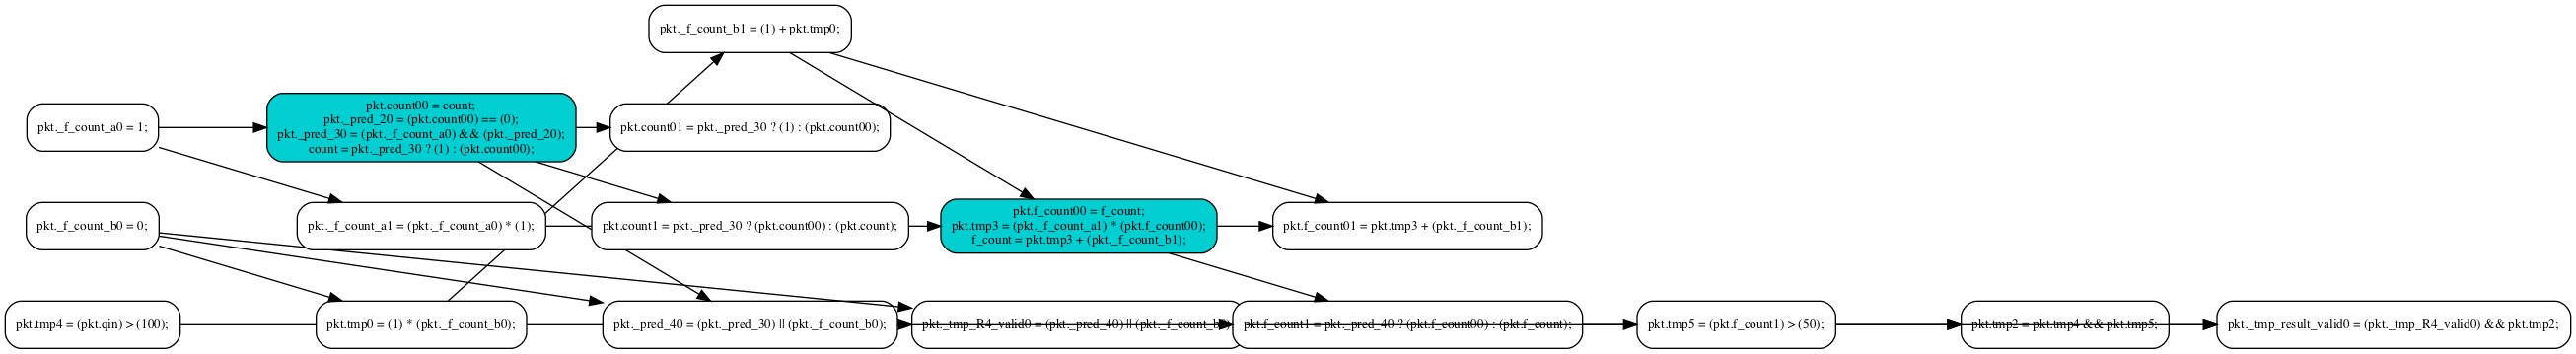 pkt._f_count_b1 = (1) + pkt.tmp0;
pkt._f_count_a0 = 1;
pkt.count00 = count;
pkt._pred_20 = (pkt.count00) == (0);
pkt._pred_30 = (pkt._f_count_a0) && (pkt._pred_20);
count = pkt._pred_30 ? (1) : (pkt.count00);
pkt.count01 = pkt._pred_30 ? (1) : (pkt.count00);
pkt._f_count_b0 = 0;
pkt._f_count_a1 = (pkt._f_count_a0) * (1);
pkt.count1 = pkt._pred_30 ? (pkt.count00) : (pkt.count);
pkt.f_count00 = f_count;
pkt.tmp3 = (pkt._f_count_a1) * (pkt.f_count00);
f_count = pkt.tmp3 + (pkt._f_count_b1);
pkt.f_count01 = pkt.tmp3 + (pkt._f_count_b1);
pkt.tmp4 = (pkt.qin) > (100);
pkt.tmp0 = (1) * (pkt._f_count_b0);
pkt._pred_40 = (pkt._pred_30) || (pkt._f_count_b0);
pkt._tmp_R4_valid0 = (pkt._pred_40) || (pkt._f_count_b0)
pkt.f_count1 = pkt._pred_40 ? (pkt.f_count00) : (pkt.f_count);
pkt.tmp5 = (pkt.f_count1) > (50);
pkt.tmp2 = pkt.tmp4 && pkt.tmp5;
pkt._tmp_result_valid0 = (pkt._tmp_R4_valid0) && pkt.tmp2;